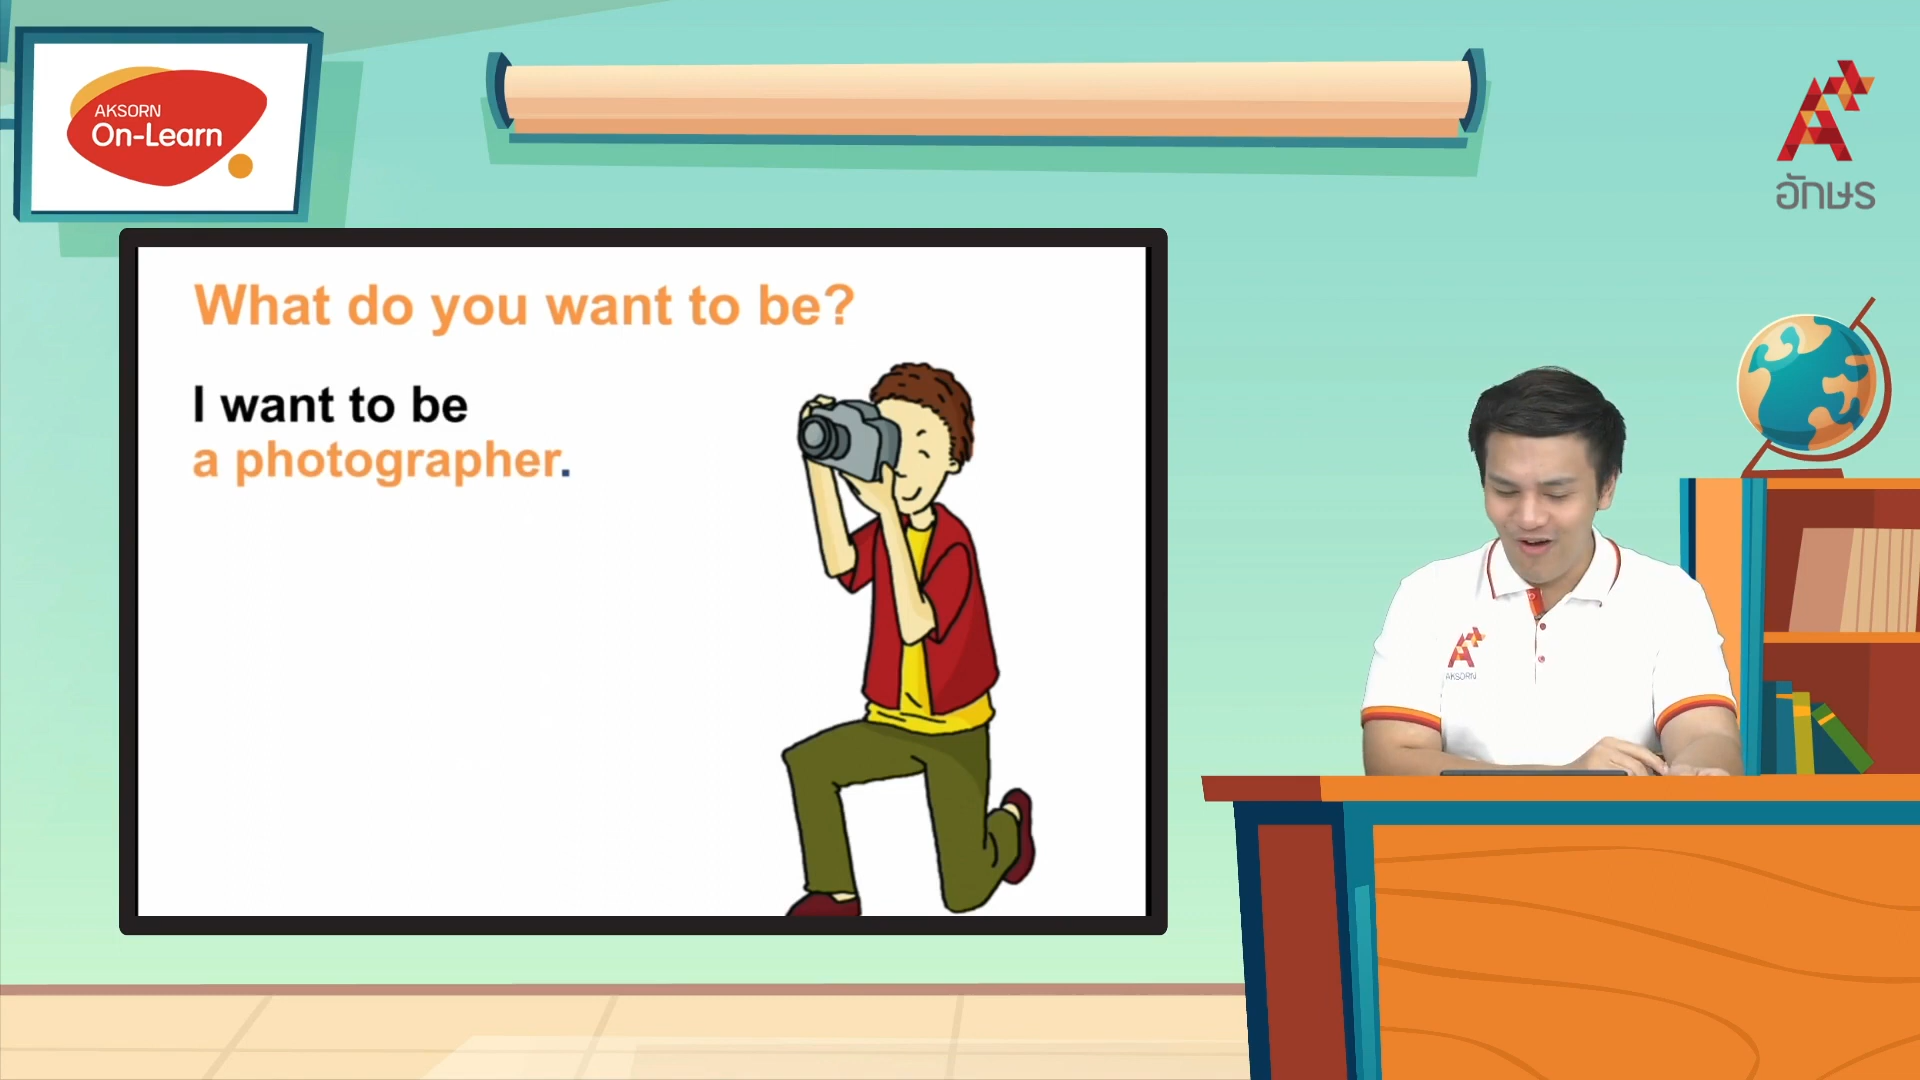 AKSORN
On-Learn
อักษร
What do you want to be?
I want to be
a photographer.
AKSORN